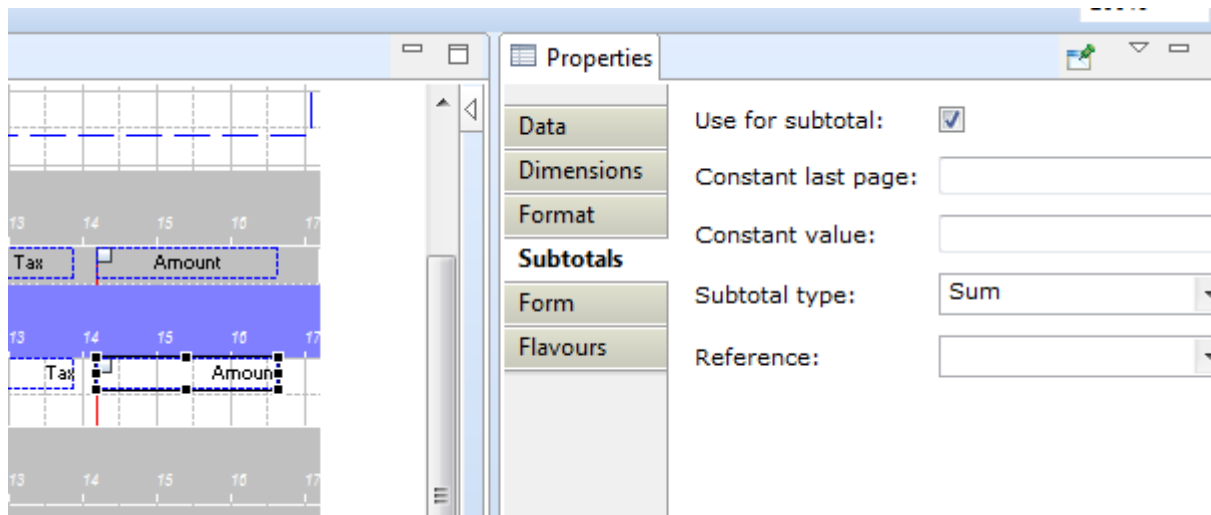 Properties
Data
Dimensions
Format
Subtotals
Form
Flavours
Use for subtotal:
Constant last page:
Constant value:
Subtotal type:
Sum
Reference:
13 14 15 16 17
Tax Amount
13 14 15 16 17
Tax Amoun
13 14 15 16 17